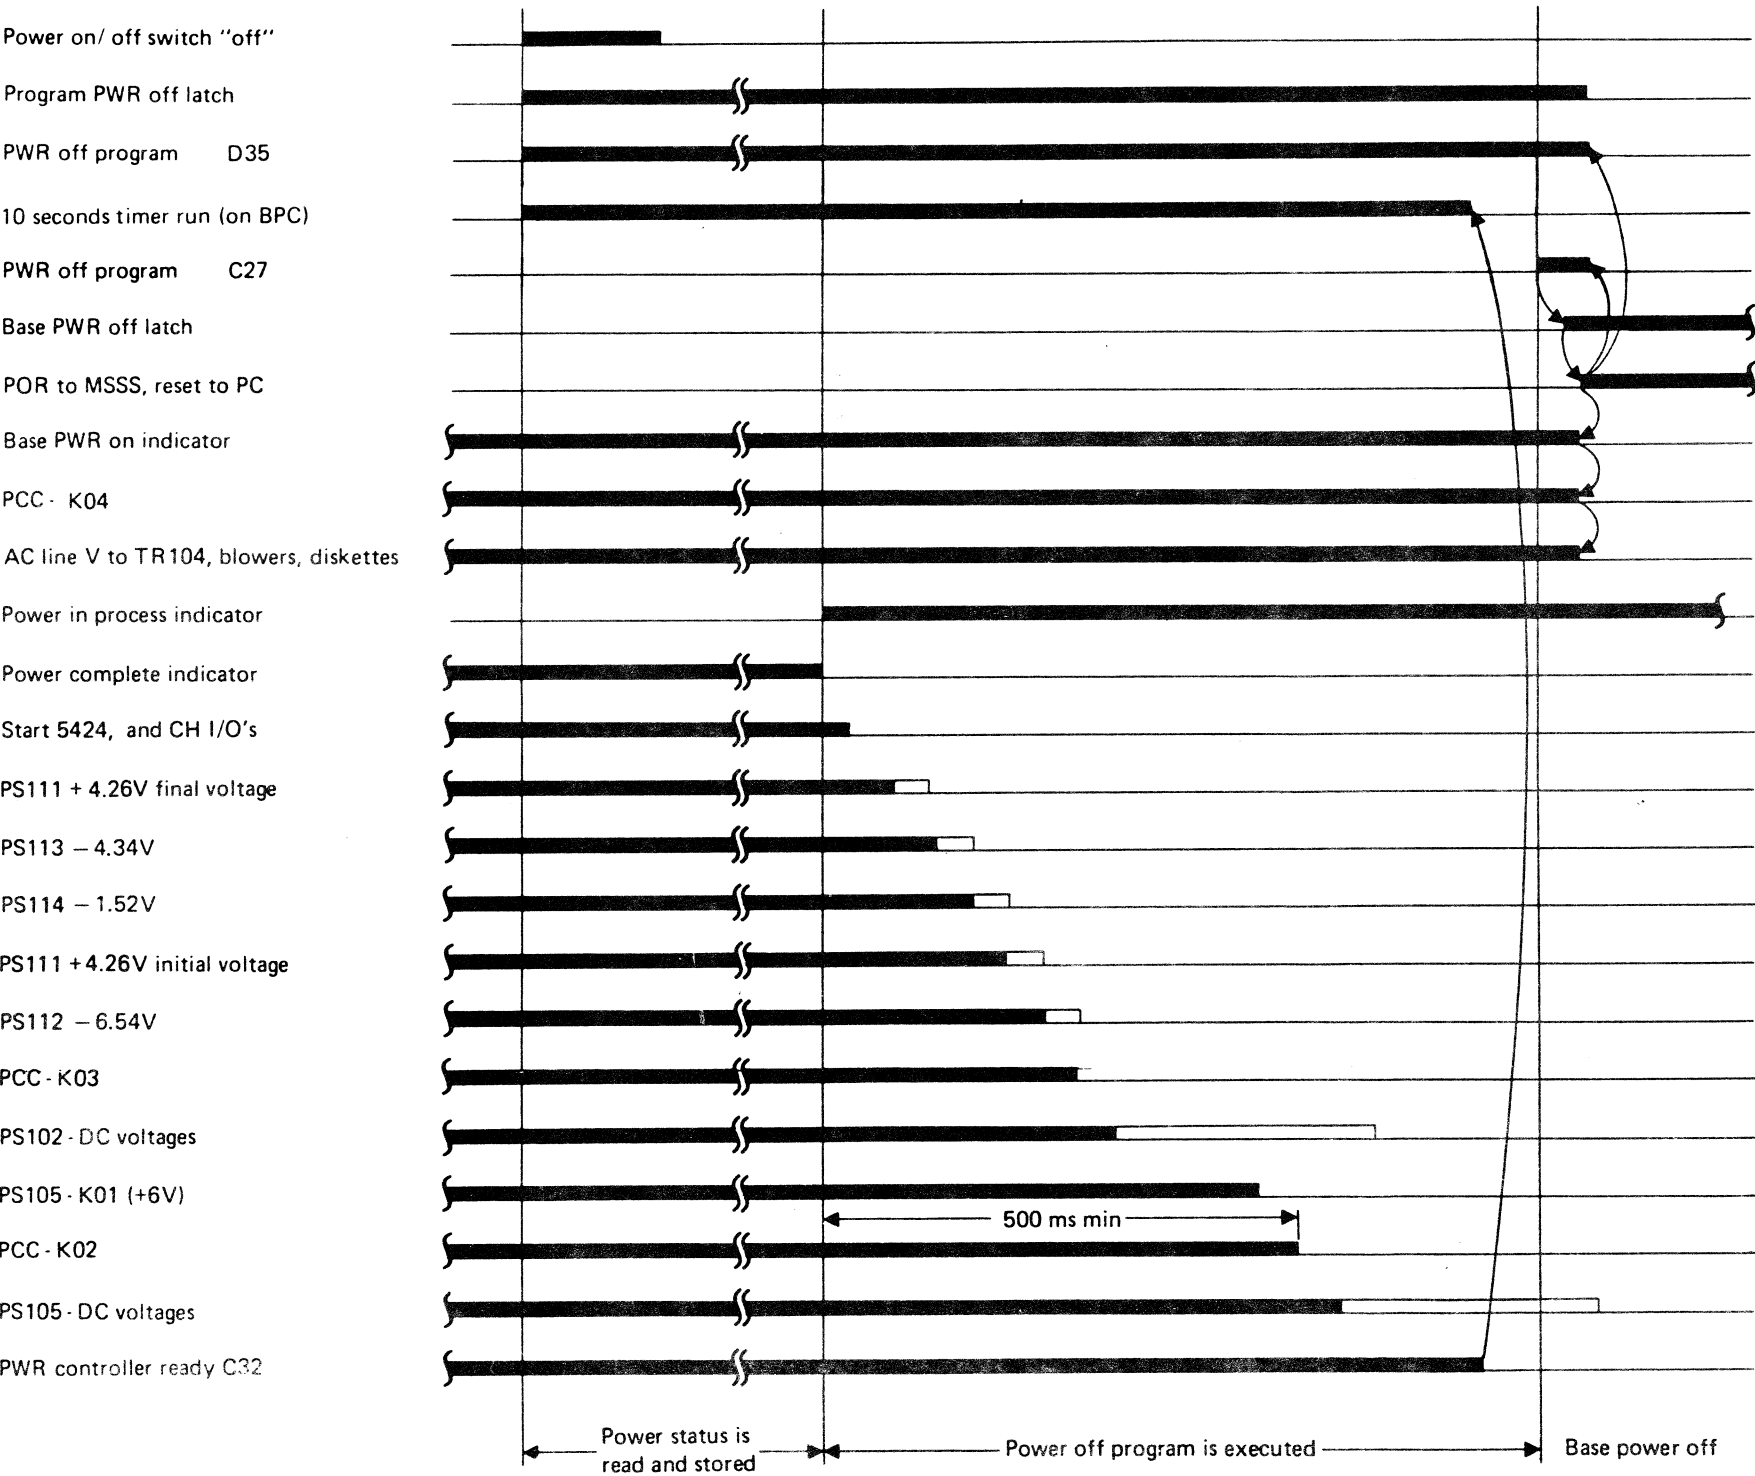 Power on/ off switch "off"
Program PWR off latch
PWR off program D35
10 seconds timer run (on BPC)
PWR off program C27
Base PWR off latch
POR to MSSS, reset to PC
Base PWR on indicator
PCC - K04
AC line V to TR104, blowers, diskettes
Power in process indicator
Power complete indicator
Start 5424, and CH I/O's
PS111 + 4.26V final voltage
PS113 – 4.34V
PS114 – 1.52V
PS111 +4.26V initial voltage
PS112 – 6.54V
PCC - K03
PS102 - DC voltages
PS105 - K01 (+6V)
500 ms min
PCC - K02
PS105 - DC voltages
PWR controller ready C32
Power status is
read and stored
Power off program is executed
Base power off